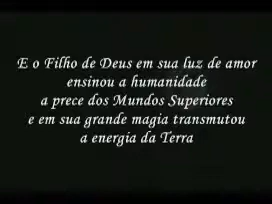 E o Filho de Deus em sua luz de amor
ensinou a humanidade
a prece dos Mundos Superiores
e em sua grande magia transmutou
a energia da Terra